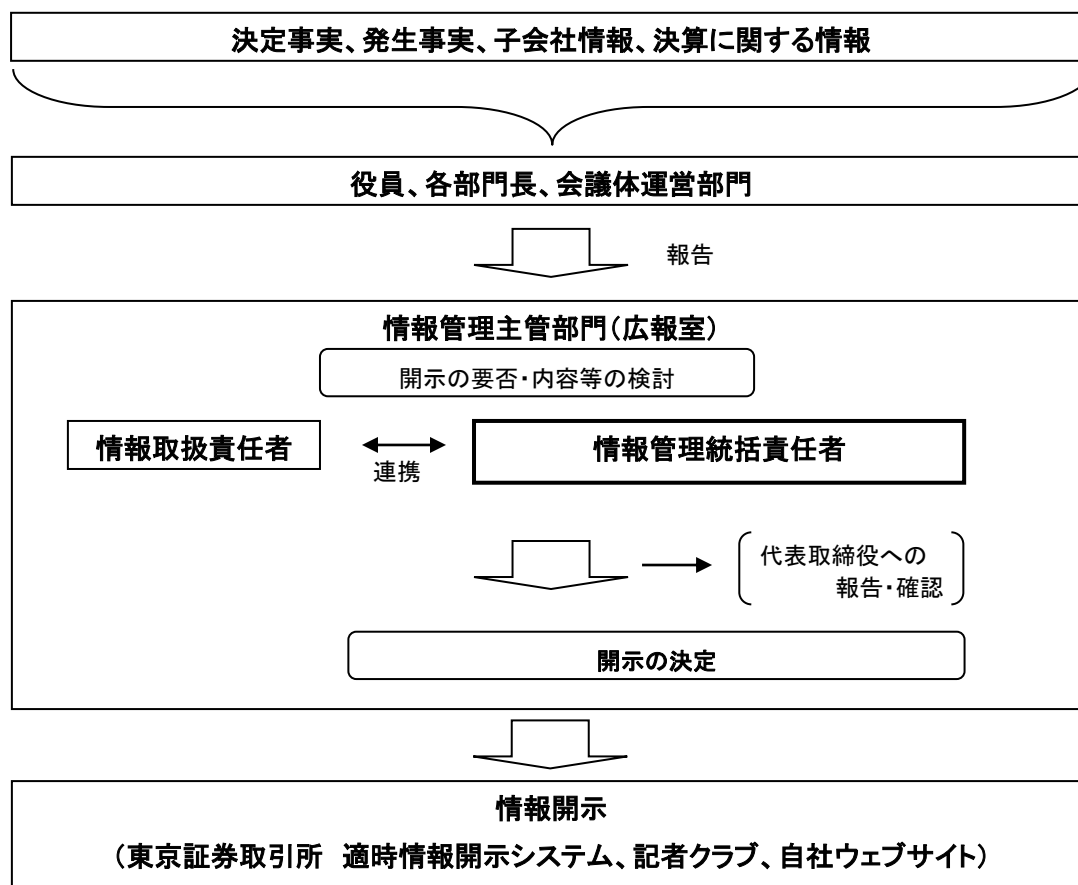 決定事実、発生事実、子会社情報、決算に関する情報
役員、各部門長、会議体運営部門
報告
情報管理主管部門（広報室）
開示の要否・内容等の検討
情報取扱責任者
連携
情報管理統括責任者
代表取締役への
報告・確認
開示の決定
情報開示
（東京証券取引所　適時情報開示システム、記者クラブ、自社ウェブサイト）